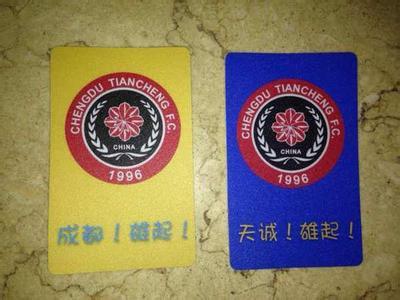 CHENGDU TIANCHENG F.C
CHINA
1996
成都！雄起！
CHENGDU TIANCHENG F.C
CHINA
1996
天诚！雄起！